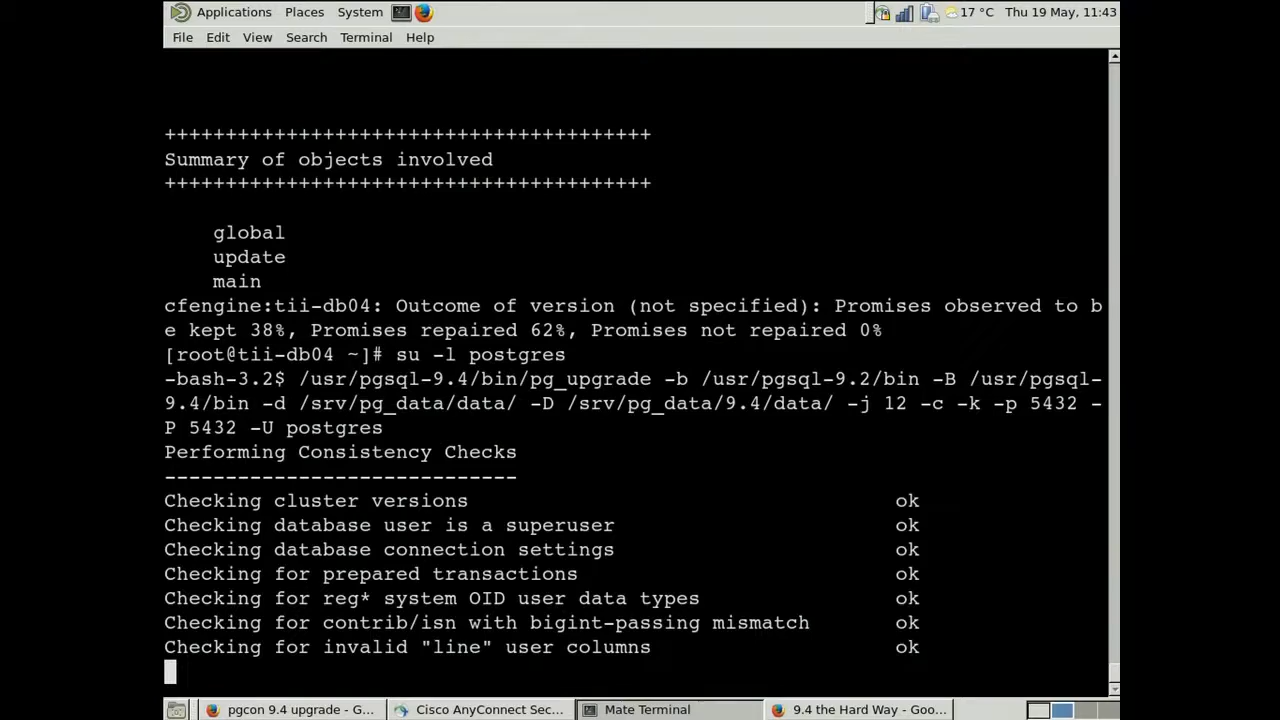 Applications Places System 17 °C Thu 19 May, 11:43
File Edit View Search Terminal Help
++++++++++++++++++++++++++++++++++++++++
Summary of objects involved
++++++++++++++++++++++++++++++++++++++++
global
update
main
cfengine:tii-db04: Outcome of version (not specified): Promises observed to b
e kept 38%, Promises repaired 62%, Promises not repaired 0%
[root@tii-db04 ~]# su -l postgres
-bash-3.2$ /usr/pgsql-9.4/bin/pg_upgrade -b /usr/pgsql-9.2/bin -B /usr/pgsql-
9.4/bin -d /srv/pg_data/data/ -D /srv/pg_data/9.4/data/ -j 12 -c -k -p 5432 -
P 5432 -U postgres
Performing Consistency Checks
-----------------------------
Checking cluster versions ok
Checking database user is a superuser ok
Checking database connection settings ok
Checking for prepared transactions ok
Checking for reg* system OID user data types ok
Checking for contrib/isn with bigint-passing mismatch ok
Checking for invalid "line" user columns ok
pgcon 9.4 upgrade - G... Cisco AnyConnect Sec... Mate Terminal 9.4 the Hard Way - Goo...